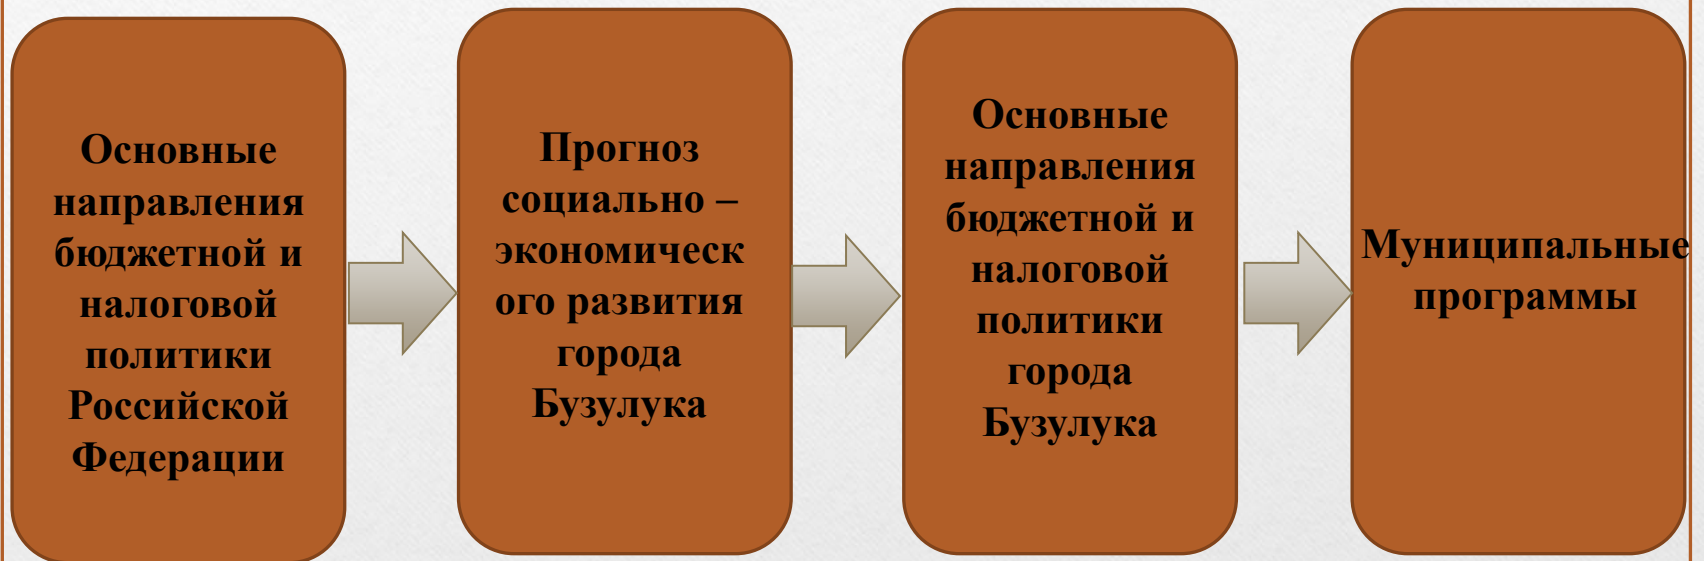 Основные
направления
бюджетной и
налоговой
политики
Российской
Федерации
Прогноз
социально –
экономическ
ого развития
города
Бузулука
Основные
направления
бюджетной и
налоговой
политики
города
Бузулука
Муниципальные
программы